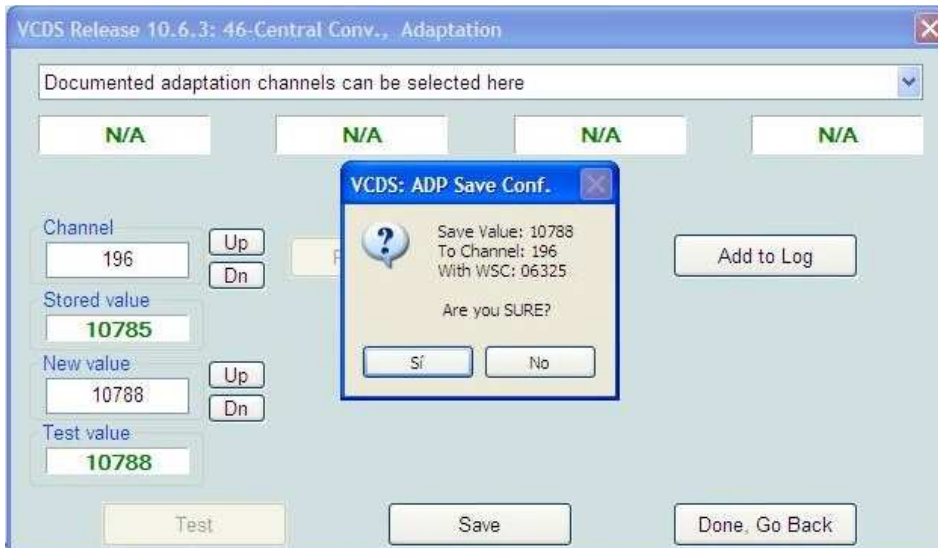 VCDS Release 10.6.3: 46-Central Conv., Adaptation
Documented adaptation channels can be selected here
N/A N/A N/A N/A
VCDS: ADP Save Conf.
Save Value: 10788
To Channel: 196
With WSC: 06325
Are you SURE?
Sí No
Channel
196
Up
Dn
Add to Log
Stored value
10785
New value
10788
Up
Dn
Test value
10788
Test Save Done, Go Back